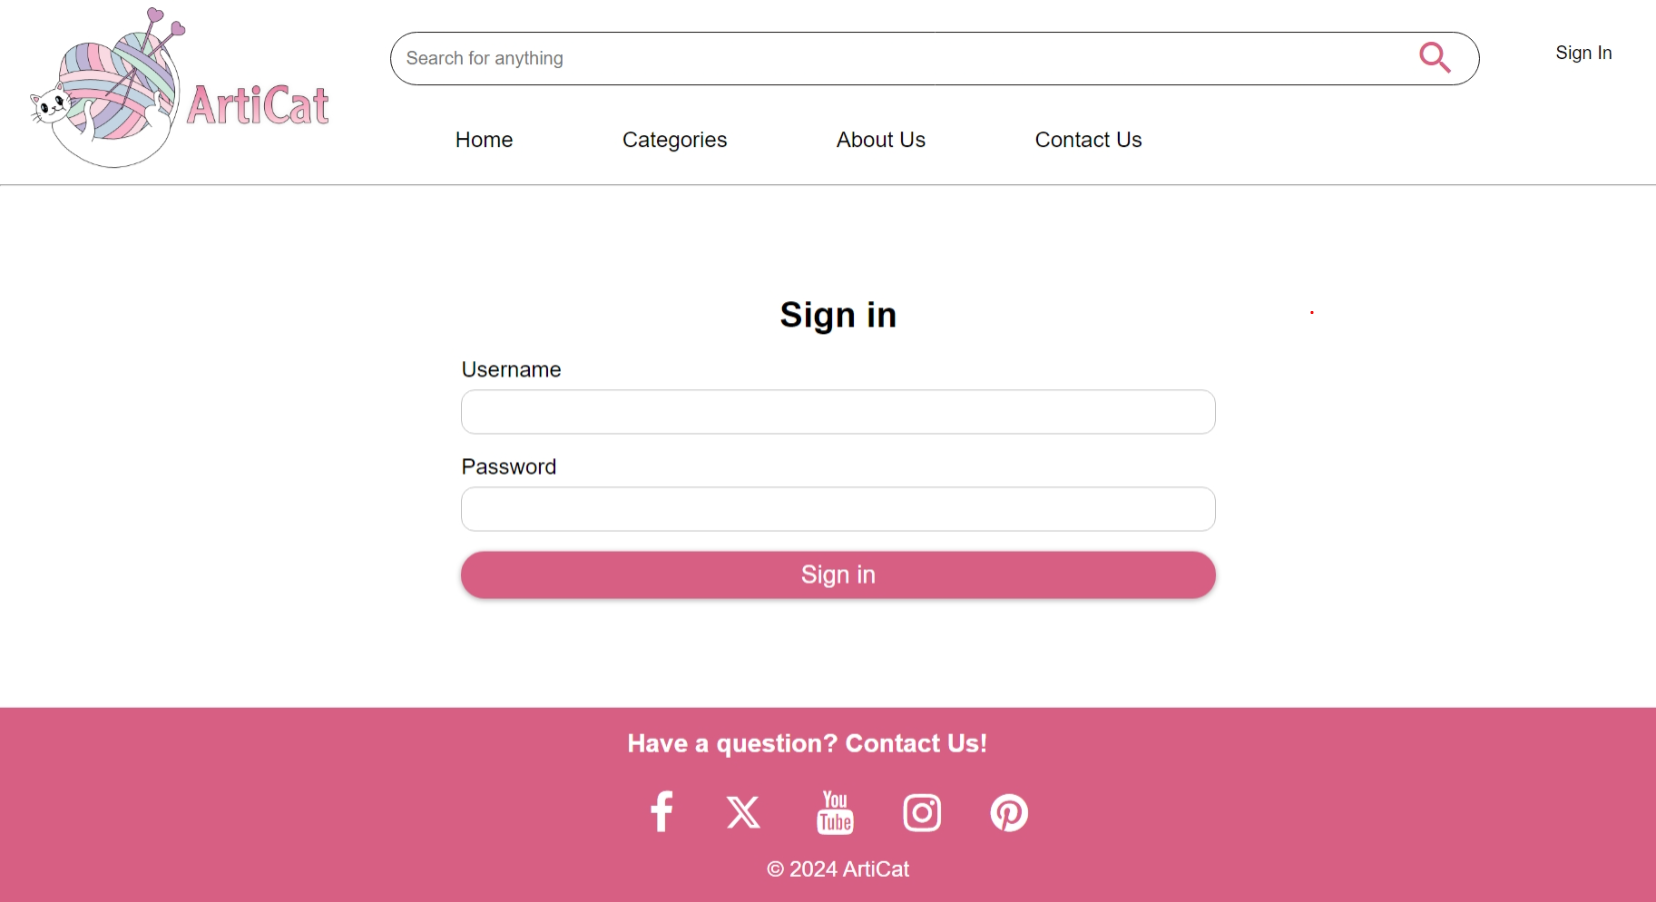 ArtiCat
Search for anything
Sign In
Home Categories About Us Contact Us
Sign in
Username
Password
Sign in
Have a question? Contact Us!
You
Tube
© 2024 ArtiCat